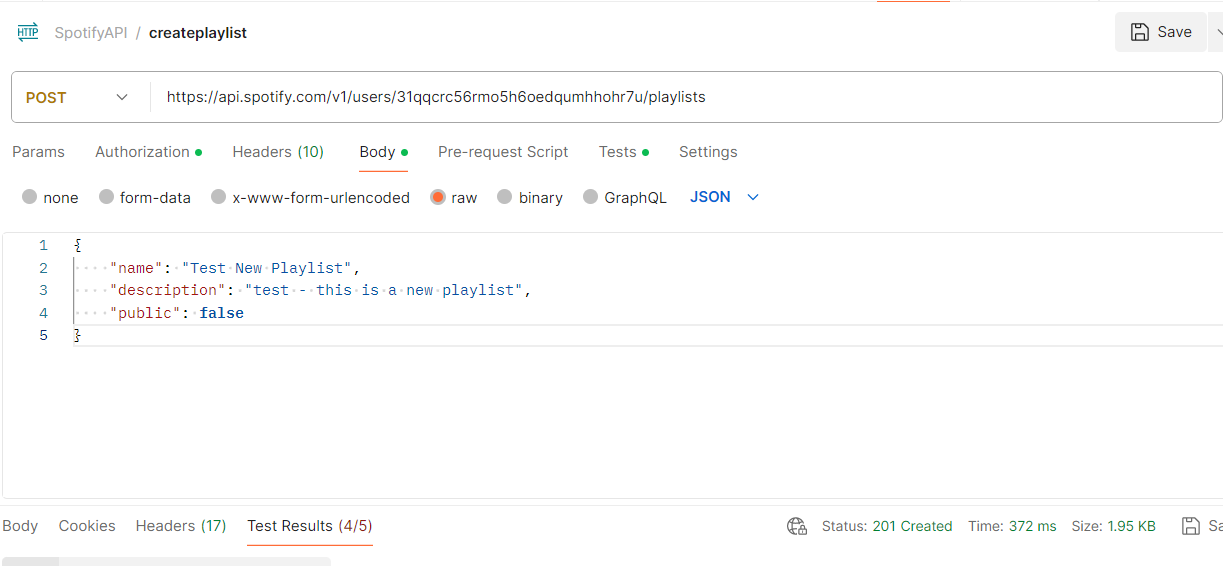 HTTP SpotifyAPI / createplaylist Save
POST https://api.spotify.com/v1/users/31qqcrc56rmo5h6oedqumhhohr7u/playlists
Params Authorization Headers (10) Body Pre-request Script Tests Settings
none form-data x-www-form-urlencoded raw binary GraphQL JSON
1 {
2 "name": "Test New Playlist",
3 "description": "test - this is a new playlist",
4 "public": false
5 }
Body Cookies Headers (17) Test Results (4/5) Status: 201 Created Time: 372 ms Size: 1.95 KB Sa